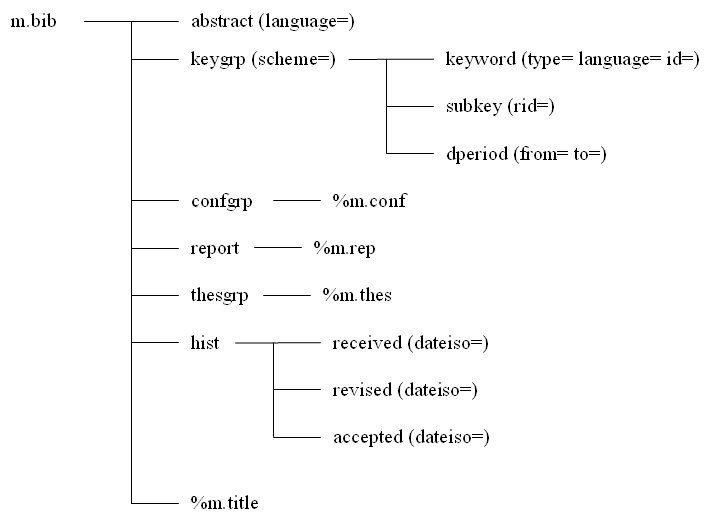 m.bib abstract (language=)
keygrp (scheme=) keyword (type= language= id=)
subkey (rid=)
dperiod (from= to=)
confgrp %m.conf
report %m.rep
thesgrp %m.thes
hist received (dateiso=)
revised (dateiso=)
accepted (dateiso=)
%m.title